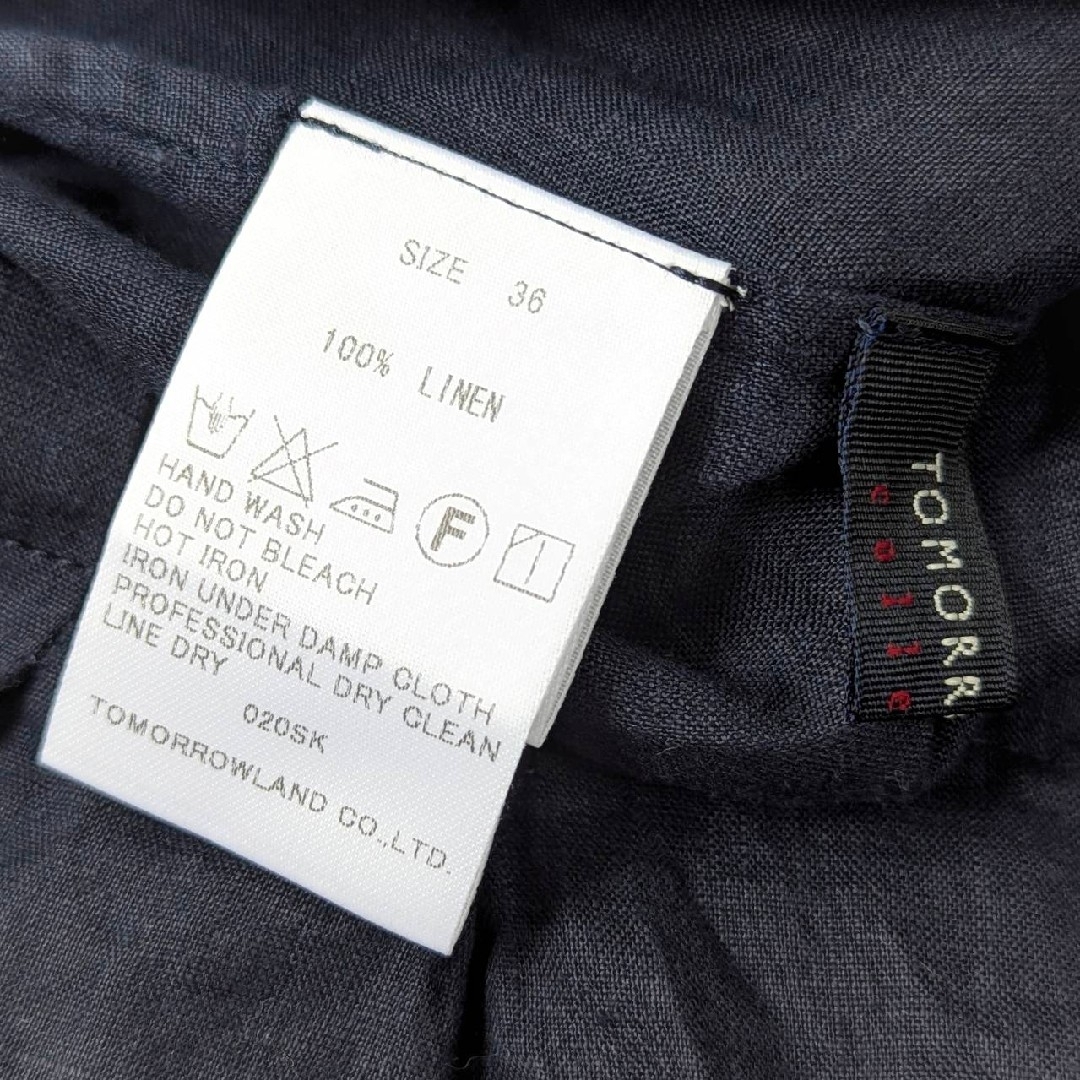 SIZE 36
100% LINEN
F
HAND WASH
DO NOT BLEACH
HOT IRON
IRON UNDER DAMP CLOTH
PROFESSIONAL DRY CLEAN
LINE DRY
020SK
TOMORROWLAND CO.,LTD.
TOMORR